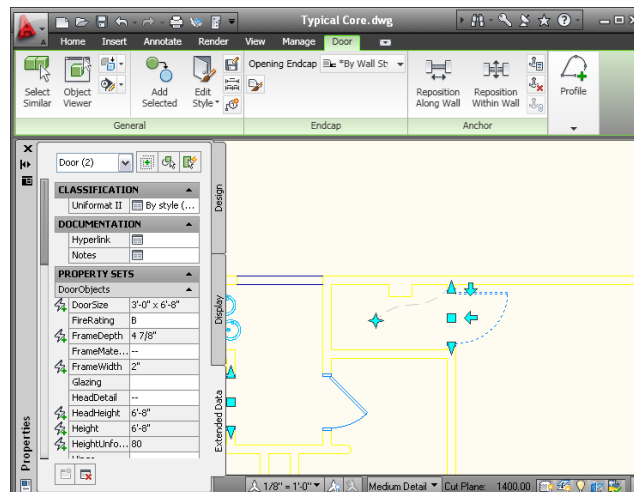 Typical Core.dwg
Home Insert Annotate Render View Manage Door
Select Similar
Object Viewer
Add Selected
Edit Style
Opening Endcap *By Wall St
Reposition Along Wall
Reposition Within Wall
Profile
General Endcap Anchor
Door (2)
CLASSIFICATION
Uniformat II By style (...
DOCUMENTATION
Hyperlink
Notes
PROPERTY SETS
DoorObjects
DoorSize 3'-0" x 6'-8"
FireRating B
FrameDepth 4 7/8"
FrameMate... --
FrameWidth 2"
Glazing
HeadDetail --
HeadHeight 6'-8"
Height 6'-8"
HeightUnfo... 80
Design
Display
Extended Data
Properties
1/8" = 1'-0" Medium Detail Cut Plane: 1400.00